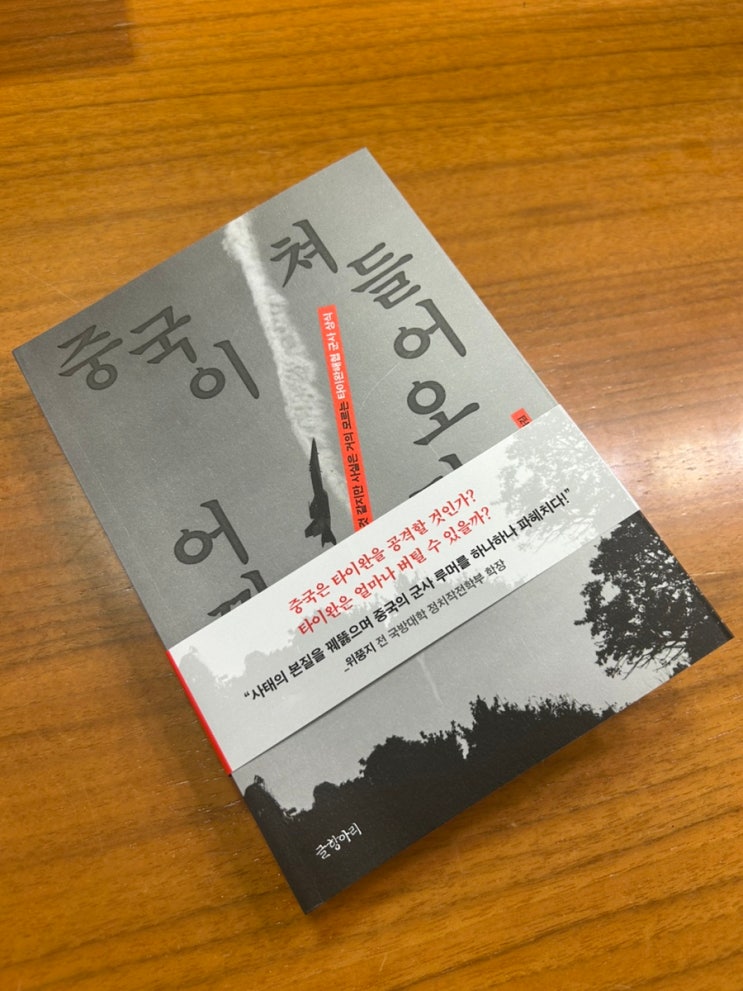 중국이
쳐들어오
어
것 같지만 사실은 거의 모르는 타이완해협 군사 상식
중국은 타이완을 공격할 것인가?
타이완은 얼마나 버틸 수 있을까?
“사태의 본질을 꿰뚫으며 중국의 군사 루머를 하나하나 파헤치다!”
_위풍지 전 국방대학 정치작전학부 학장
글항아리